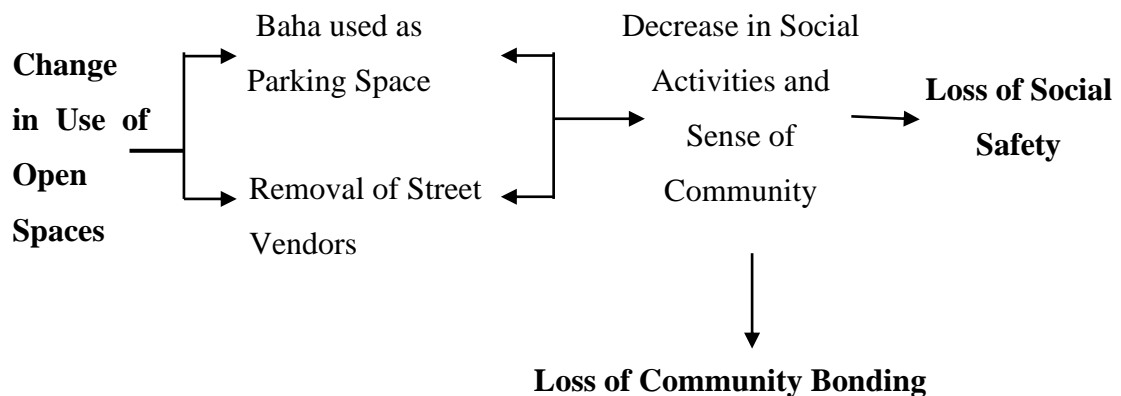 Change
in Use of
Open
Spaces
Baha used as
Parking Space
Removal of Street
Vendors
Decrease in Social
Activities and
Sense of
Community
Loss of Social
Safety
Loss of Community Bonding